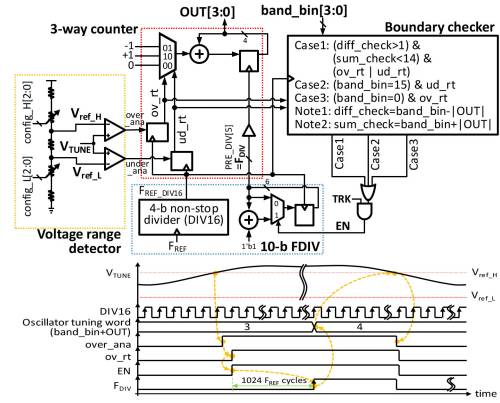 OUT[3:0]
band_bin[3:0]
3-way counter
Boundary checker
-1
+1
0
01
10
00
4
ov_rt
ud_rt
Case1: (diff_check>1) &
(sum_check<14) &
(ov_rt | ud_rt)
Case2: (band_bin=15) & ud_rt
Case3: (band_bin=0) & ov_rt
Note1: diff_check=band_bin-|OUT|
Note2: sum_check=band_bin+|OUT|
config_H[2:0]
V_ref_H
over_ana
V_TUNE
under_ana
V_ref_L
config_L[2:0]
Voltage range detector
PRE_DIV[5]
=F_DIV
Case1
Case2
Case3
F_REF_DIV16
4-b non-stop
divider (DIV16)
F_REF
6
0
1
1'b1
10-b FDIV
TRK
EN
V_TUNE
V_ref_H
V_ref_L
DIV16
Oscillator tuning word
(band_bin+OUT)
3
4
over_ana
ov_rt
EN
1024 F_REF cycles
F_DIV
time